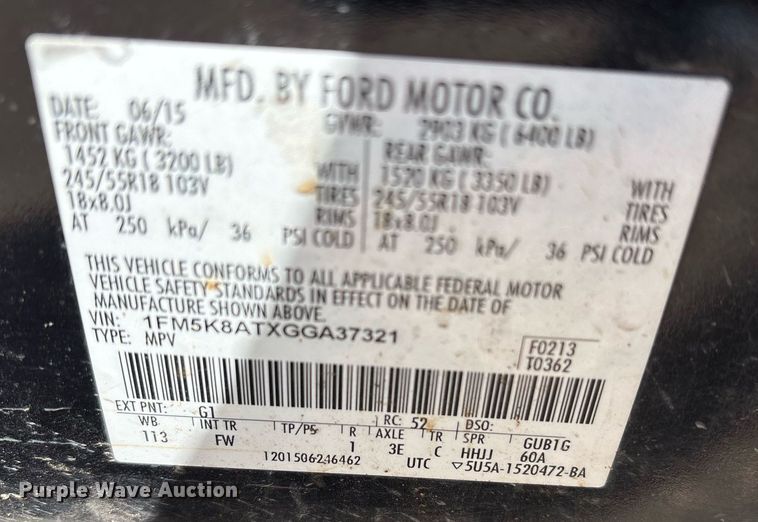 MFD. BY FORD MOTOR CO.
DATE: 06/15 GVWR: 2903 KG ( 6400 LB)
FRONT GAWR: REAR GAWR:
1452 KG ( 3200 LB) WITH 1520 KG ( 3350 LB) WITH
245/55R18 103V TIRES 245/55R18 103V TIRES
18x8.0J RIMS 18x8.0J RIMS
AT 250 kPa/ 36 PSI COLD AT 250 kPa/ 36 PSI COLD
THIS VEHICLE CONFORMS TO ALL APPLICABLE FEDERAL MOTOR
VEHICLE SAFETY STANDARDS IN EFFECT ON THE DATE OF
MANUFACTURE SHOWN ABOVE.
VIN: 1FM5K8ATXGGA37321
TYPE: MPV
F0213
T0362
EXT PNT: G1 RC: 52 DSO:
WB INT TR TP/PS R AXLE TR SPR GUBTG
113 FW 1 3E C HHJJ 60A
1201506246462 UTC ▽5U5A-1520472-BA
Purple Wave Auction